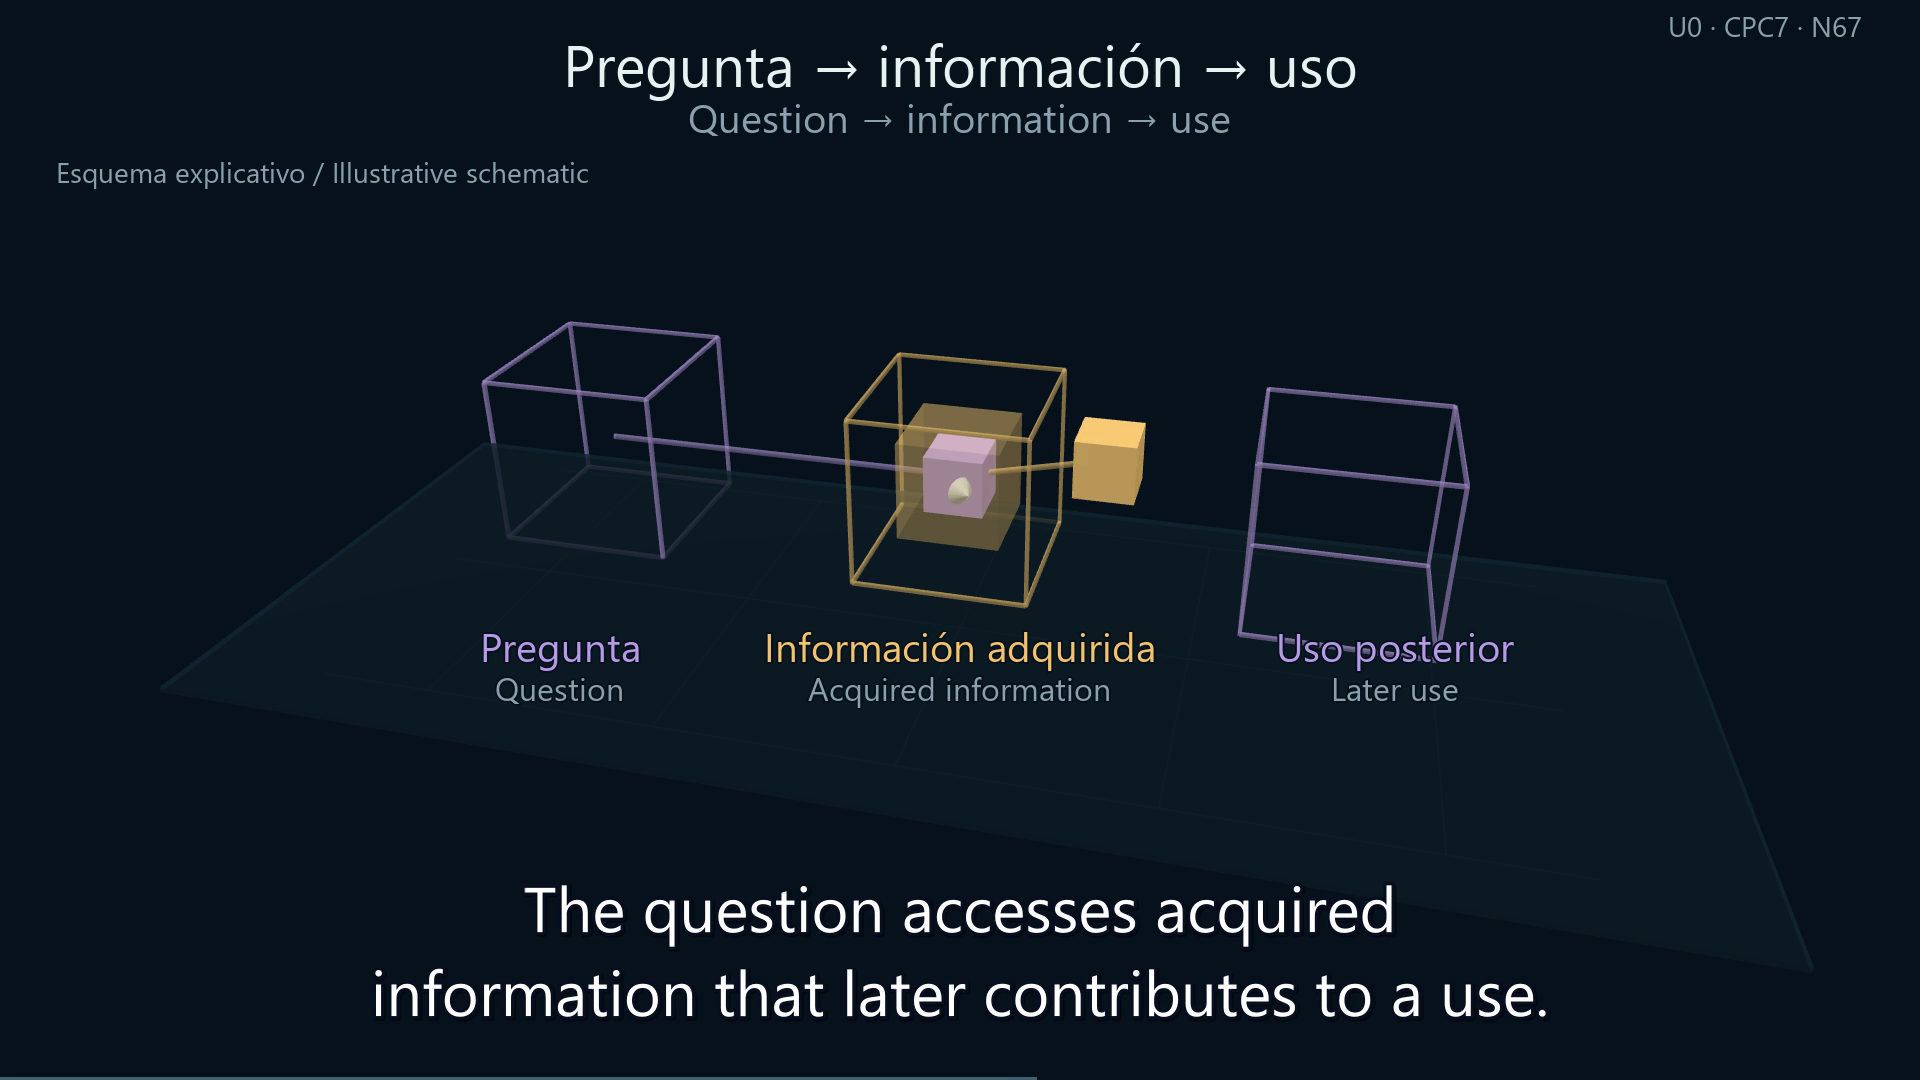 U0 · CPC7 · N67
Pregunta → información → uso
Question → information → use
Esquema explicativo / Illustrative schematic
Pregunta
Question
Información adquirida
Acquired information
Uso posterior
Later use
The question accesses acquired
information that later contributes to a use.